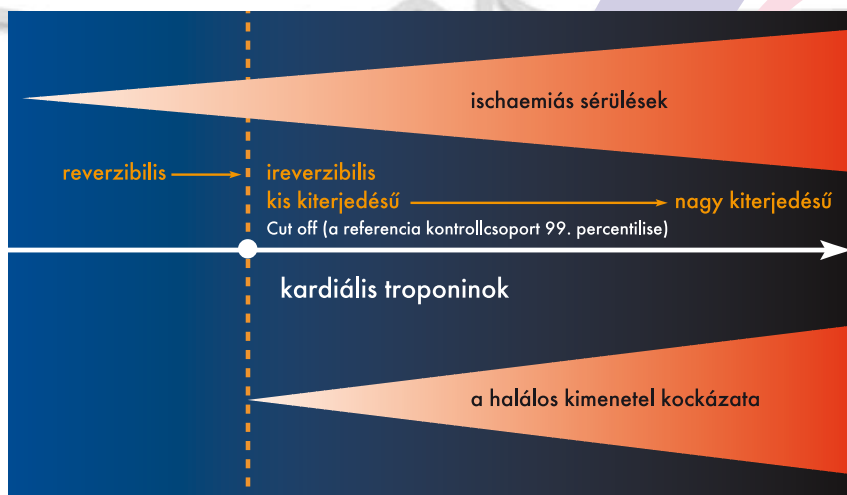 ischaemiás sérülések
reverzibilis
ireverzibilis
kis kiterjedésű
nagy kiterjedésű
Cut off (a referencia kontrollcsoport 99. percentilise)
kardiális troponinok
a halálos kimenetel kockázata